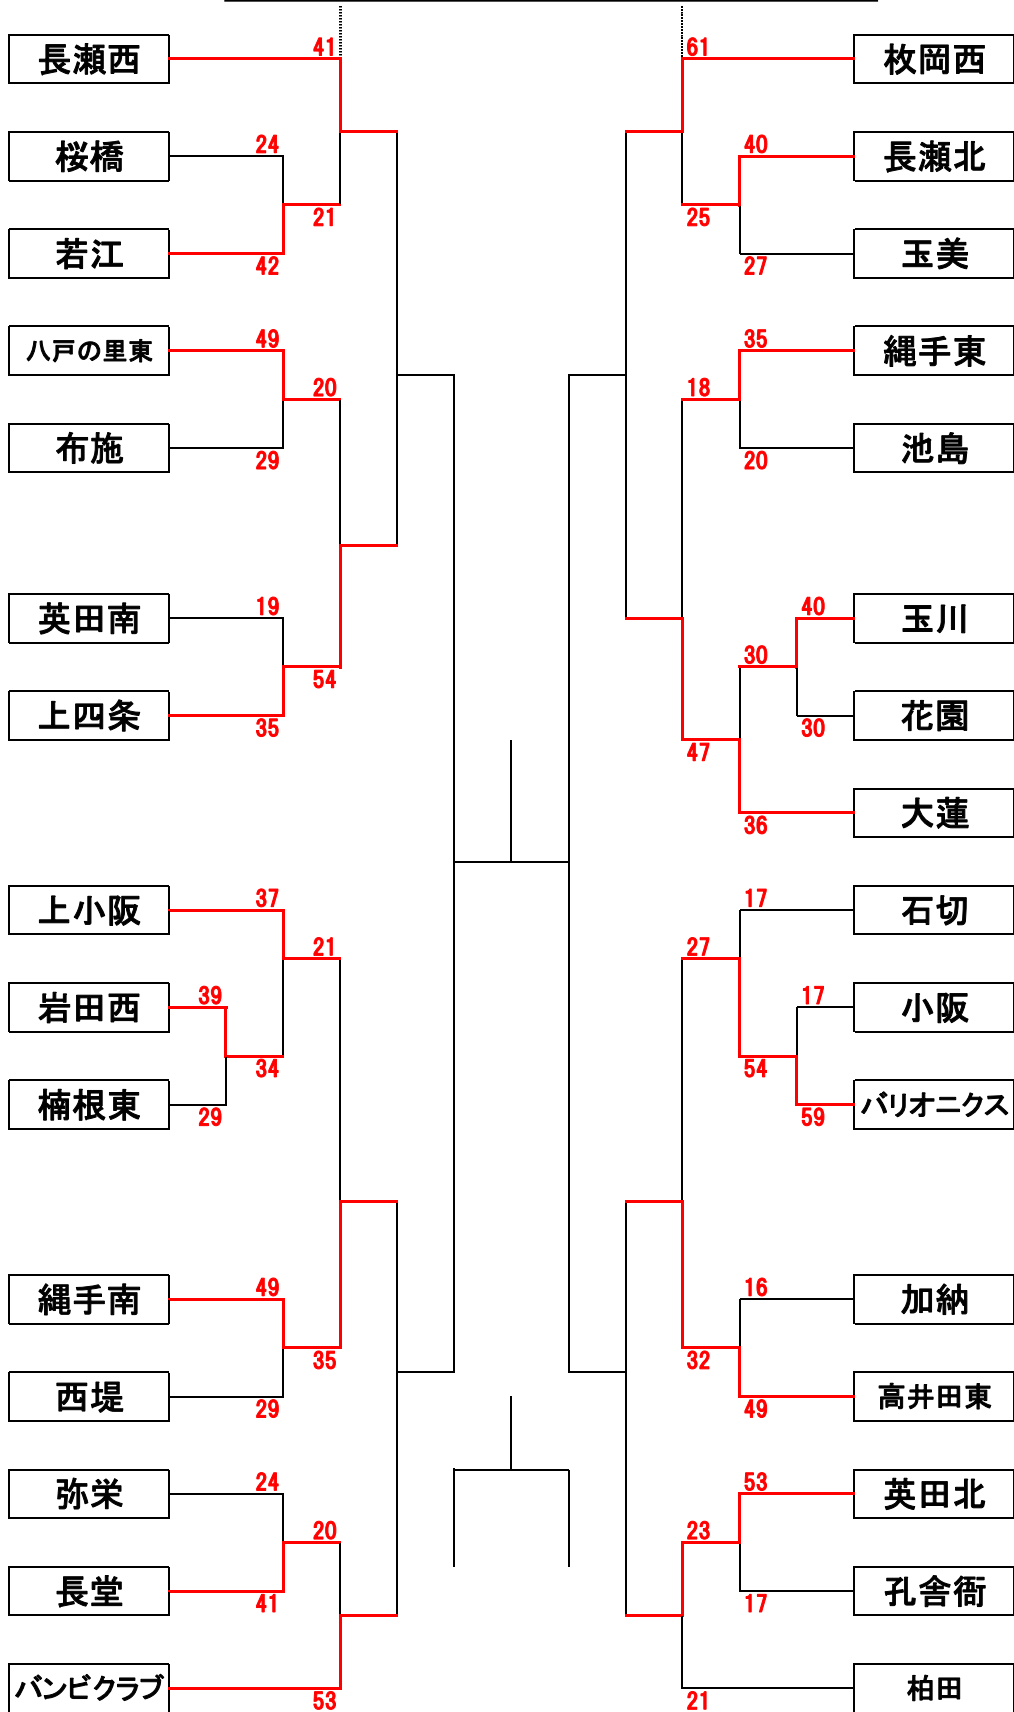 41
61
長瀬西
枚岡西
24
40
桜橋
長瀬北
21
25
若江
玉美
42
27
49
35
八戸の里東
縄手東
20
18
布施
池島
29
20
19
40
英田南
玉川
30
54
上四条
花園
35
30
47
大蓮
36
37
17
上小阪
石切
21
27
39
17
岩田西
小阪
34
54
楠根東
バリオニクス
29
59
49
16
縄手南
加納
35
32
西堤
高井田東
29
49
24
53
弥栄
英田北
20
23
長堂
孔舎衙
41
17
バンビクラブ
柏田
53
21